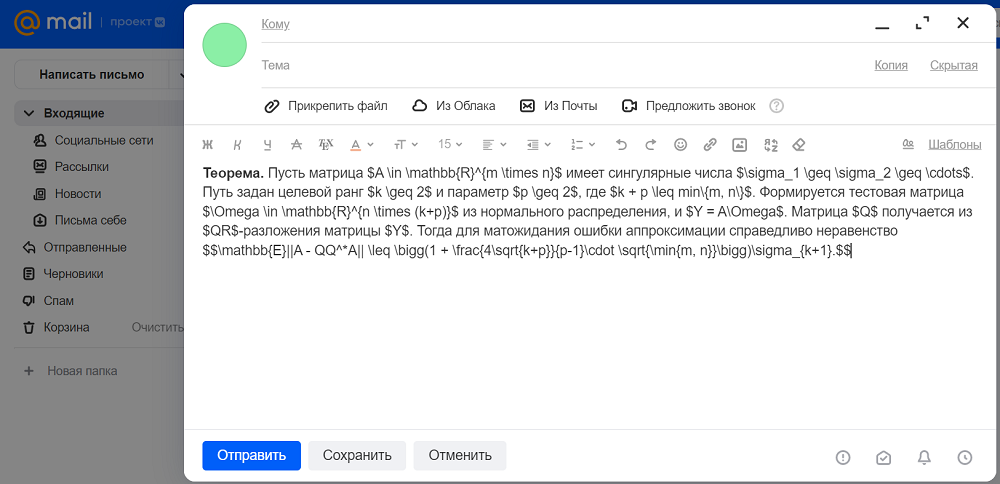 @mail проект VK
Написать письмо
Входящие
Социальные сети
Рассылки
Новости
Письма себе
Отправленные
Черновики
Спам
Корзина Очистить
+ Новая папка
Кому
Тема Копия Скрытая
Прикрепить файл Из Облака Из Почты Предложить звонок ?
Ж К Ч A TEX A тT 15 Шаблоны
Теорема. Пусть матрица $A \in \mathbb{R}^{m \times n}$ имеет сингулярные числа $\sigma_1 \geq \sigma_2 \geq \cdots$.
Путь задан целевой ранг $k \geq 2$ и параметр $p \geq 2$, где $k + p \leq min\{m, n\}$. Формируется тестовая матрица
$\Omega \in \mathbb{R}^{n \times (k+p)}$ из нормального распределения, и $Y = A\Omega$. Матрица $Q$ получается из
$QR$-разложения матрицы $Y$. Тогда для матожидания ошибки аппроксимации справедливо неравенство
$$\mathbb{E}||A - QQ^*A|| \leq \bigg(1 + \frac{4\sqrt{k+p}}{p-1}\cdot \sqrt{\min{m, n}}\bigg)\sigma_{k+1}.$$
Отправить Сохранить Отменить